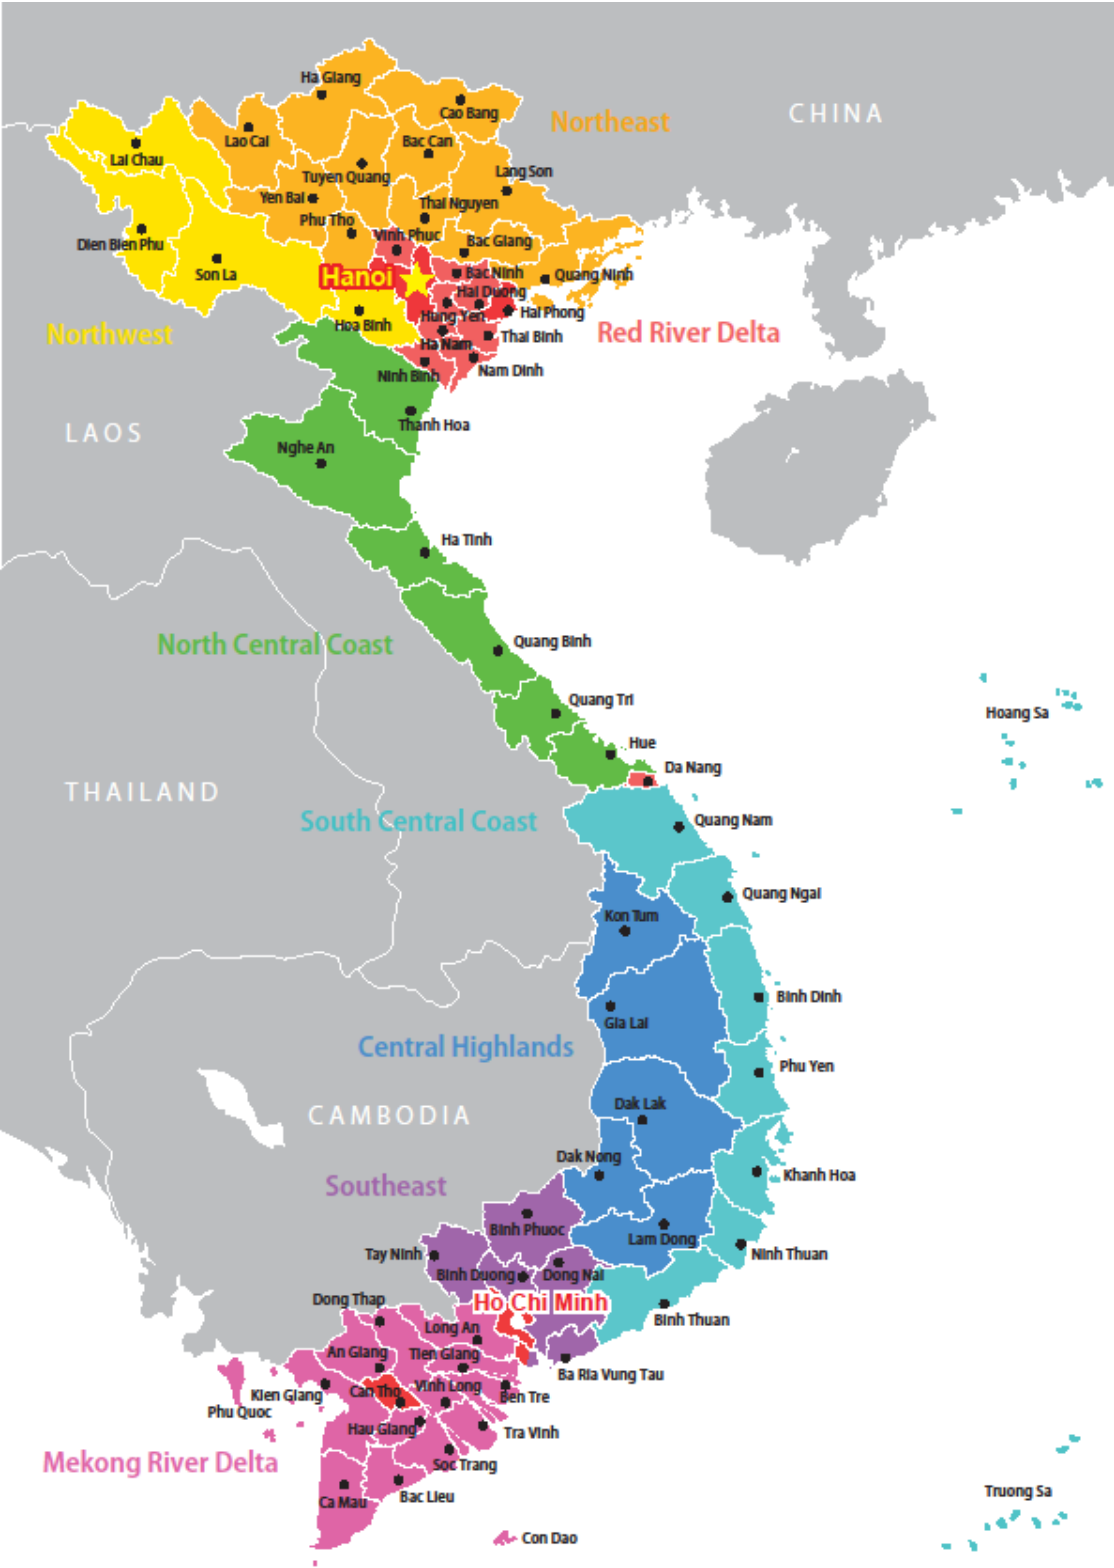 Ha Giang
Cao Bang
Northeast
CHINA
Lao Cai
Bac Can
Lai Chau
Lang Son
Tuyen Quang
Yen Bai
Thai Nguyen
Phu Tho
Vinh Phuc
Dien Bien Phu
Bac Giang
Son La
Hanoi
Bac Ninh
Quang Ninh
Hai Duong
Hung Yen
Hai Phong
Hoa Binh
Northwest
Red River Delta
Thai Binh
Ha Nam
Ninh Binh
Nam Dinh
Thanh Hoa
LAOS
Nghe An
Ha Tinh
North Central Coast
Quang Binh
Quang Tri
Hoang Sa
Hue
Da Nang
THAILAND
South Central Coast
Quang Nam
Quang Ngai
Kon Tum
Binh Dinh
Gia Lai
Central Highlands
Phu Yen
Dak Lak
CAMBODIA
Dak Nong
Khanh Hoa
Southeast
Binh Phuoc
Lam Dong
Tay Ninh
Ninh Thuan
Binh Duong
Dong Nai
Dong Thap
Ho Chi Minh
Binh Thuan
Long An
An Giang
Tien Giang
Ba Ria Vung Tau
Kien Giang
Can Tho
Vinh Long
Ben Tre
Phu Quoc
Hau Giang
Tra Vinh
Mekong River Delta
Soc Trang
Truong Sa
Ca Mau
Bac Lieu
Con Dao